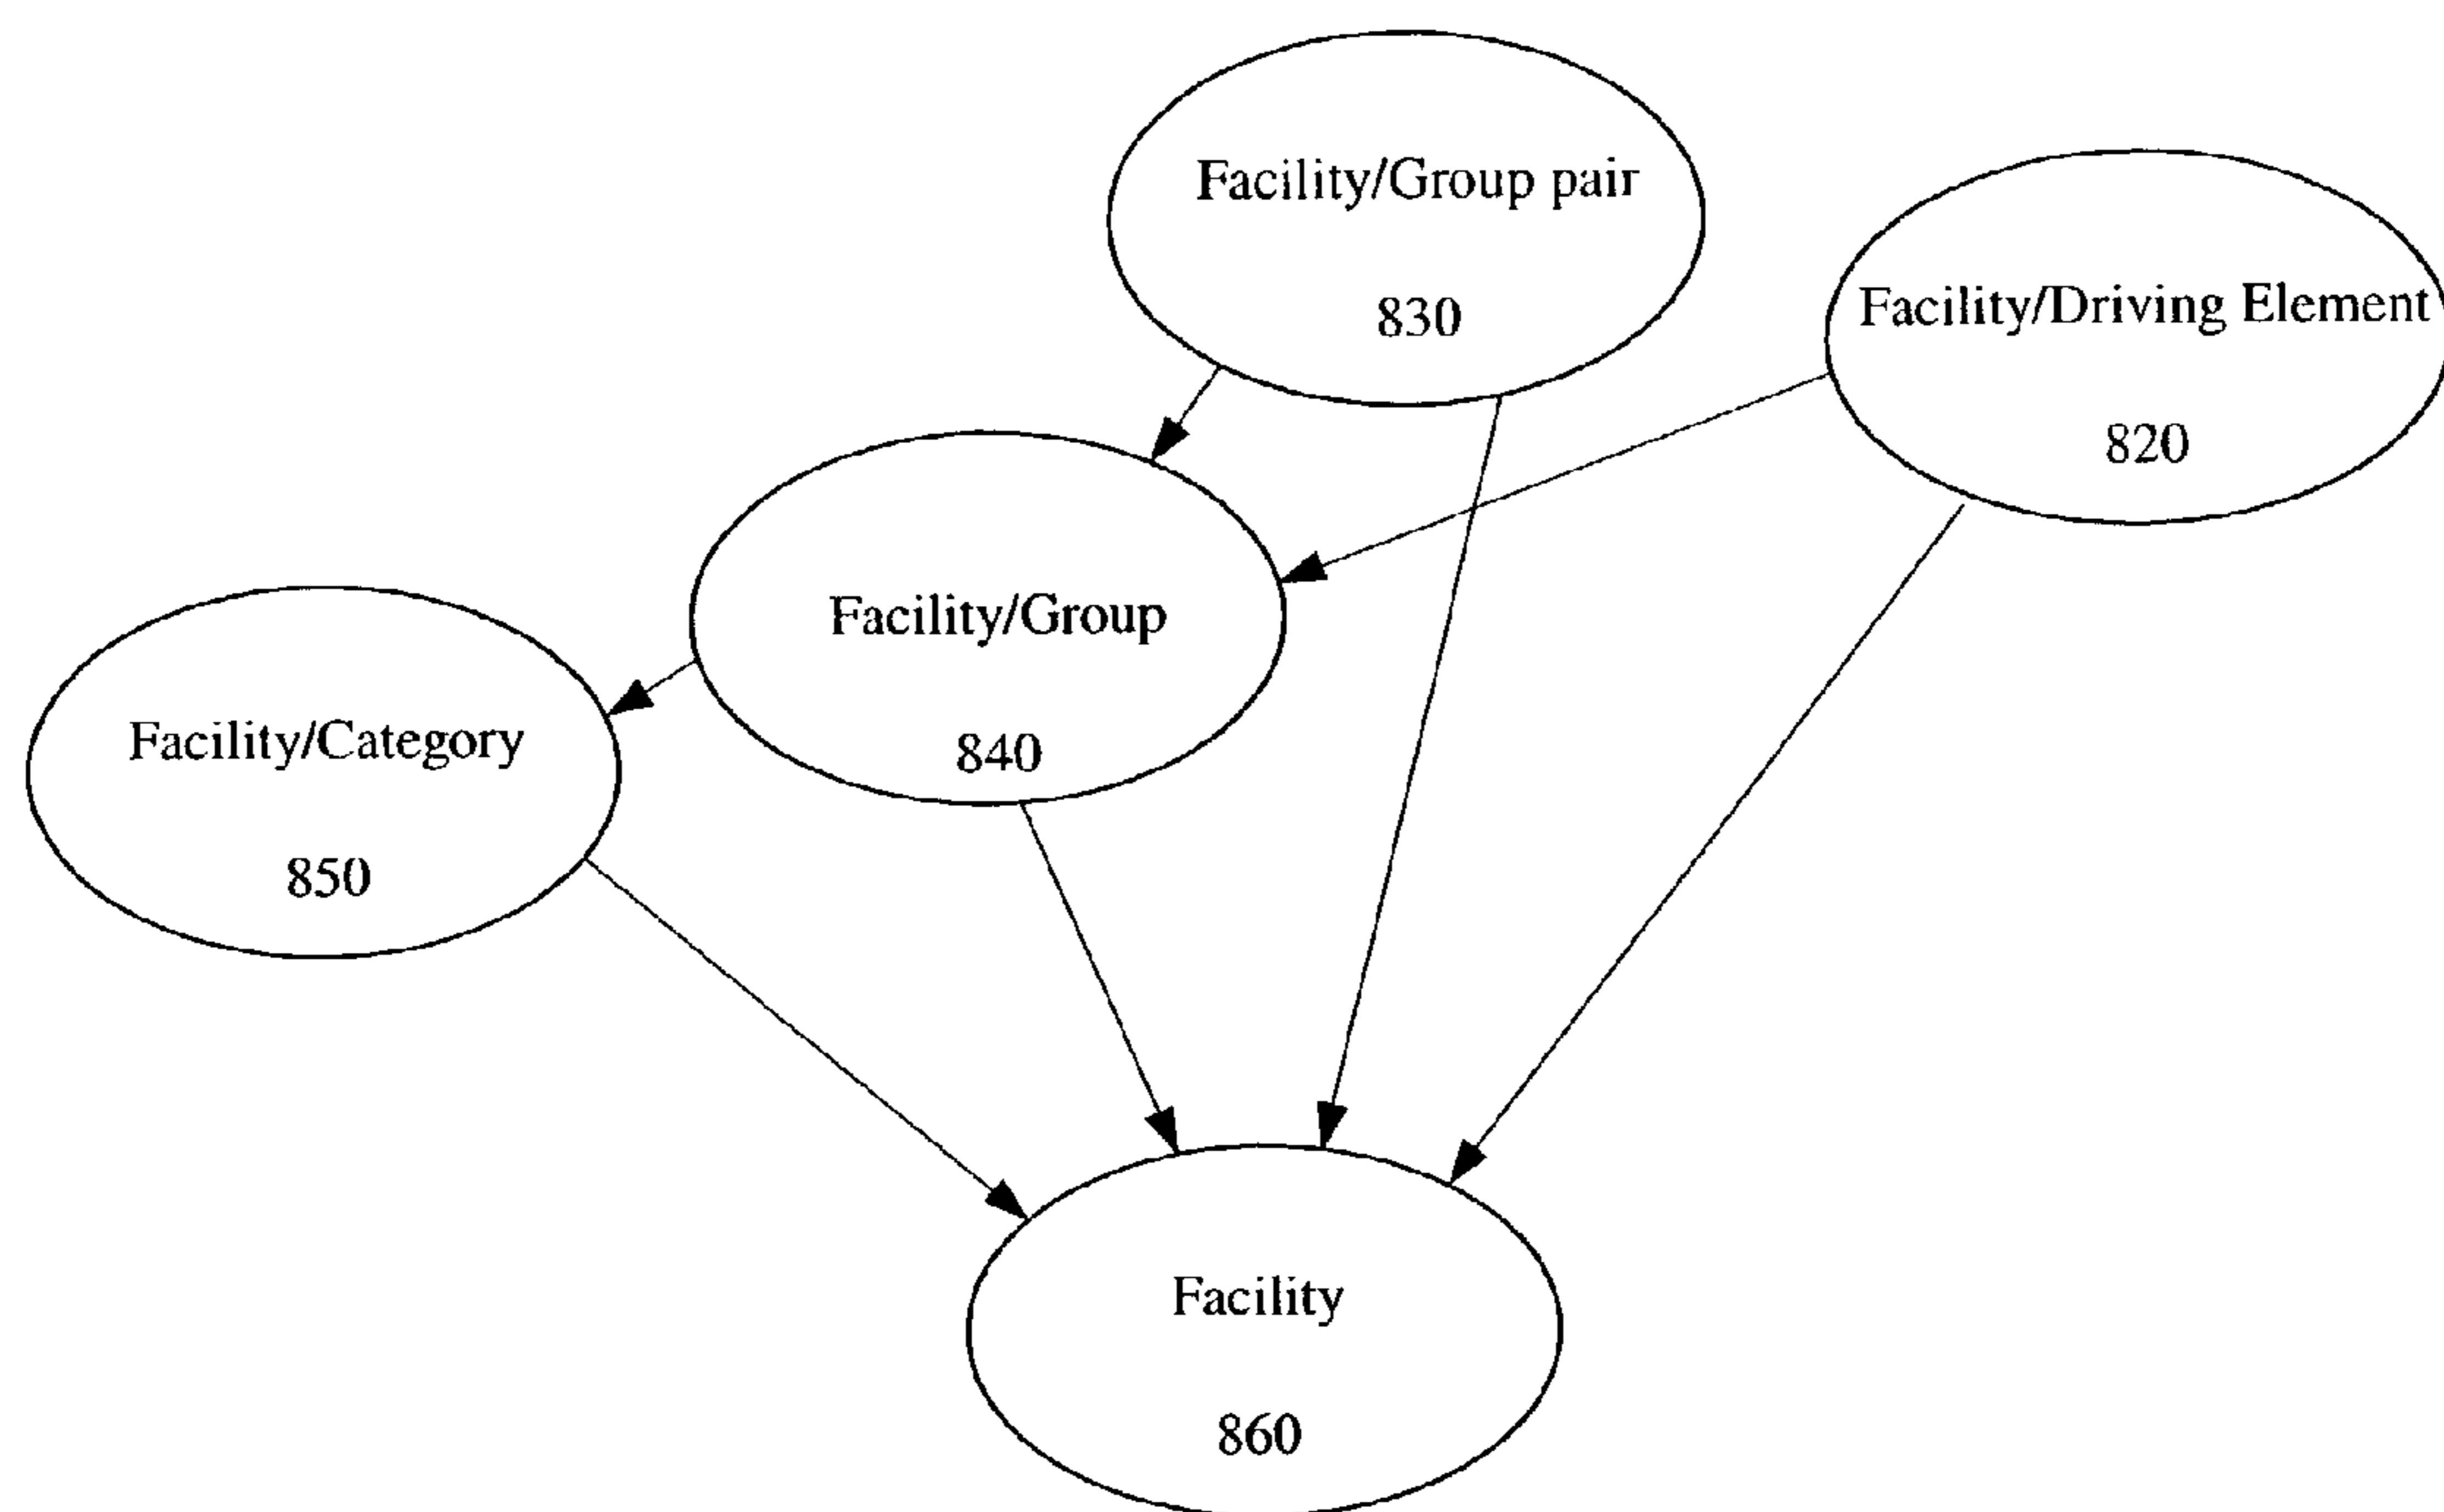 Facility/Group pair
830
Facility/Driving Element
820
Facility/Group
840
Facility/Category
850
Facility
860